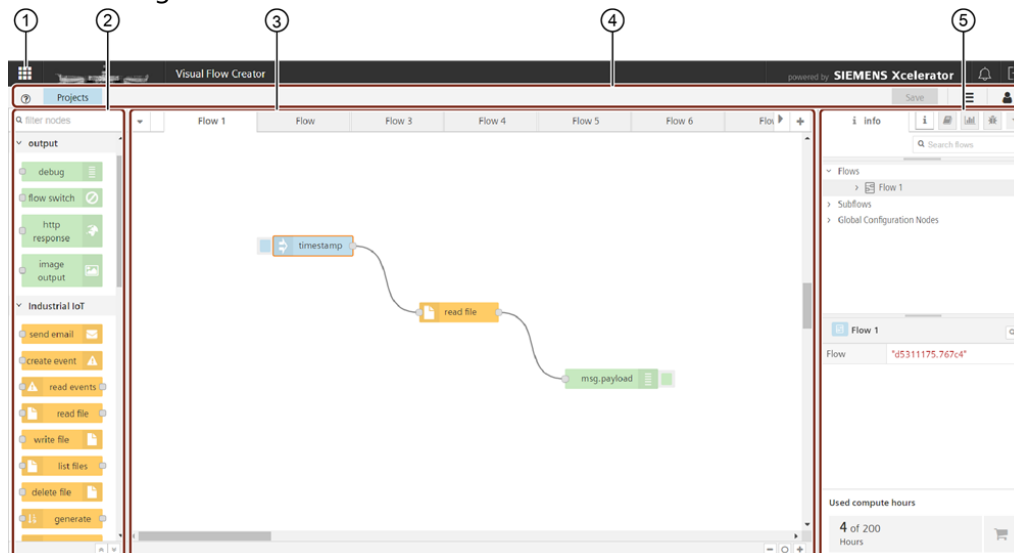 1
2
3
4
5
Visual Flow Creator
powered by SIEMENS Xcelerator
Projects
Save
filter nodes
output
debug
flow switch
http
response
image
output
Industrial IoT
send email
create event
read events
read file
write file
list files
delete file
generate
Flow 1
Flow
Flow 3
Flow 4
Flow 5
Flow 6
timestamp
read file
msg.payload
i info
i
Search flows
Flows
Flow 1
Subflows
Global Configuration Nodes
Flow 1
Flow "d5311175.767c4"
Used compute hours
4 of 200
Hours